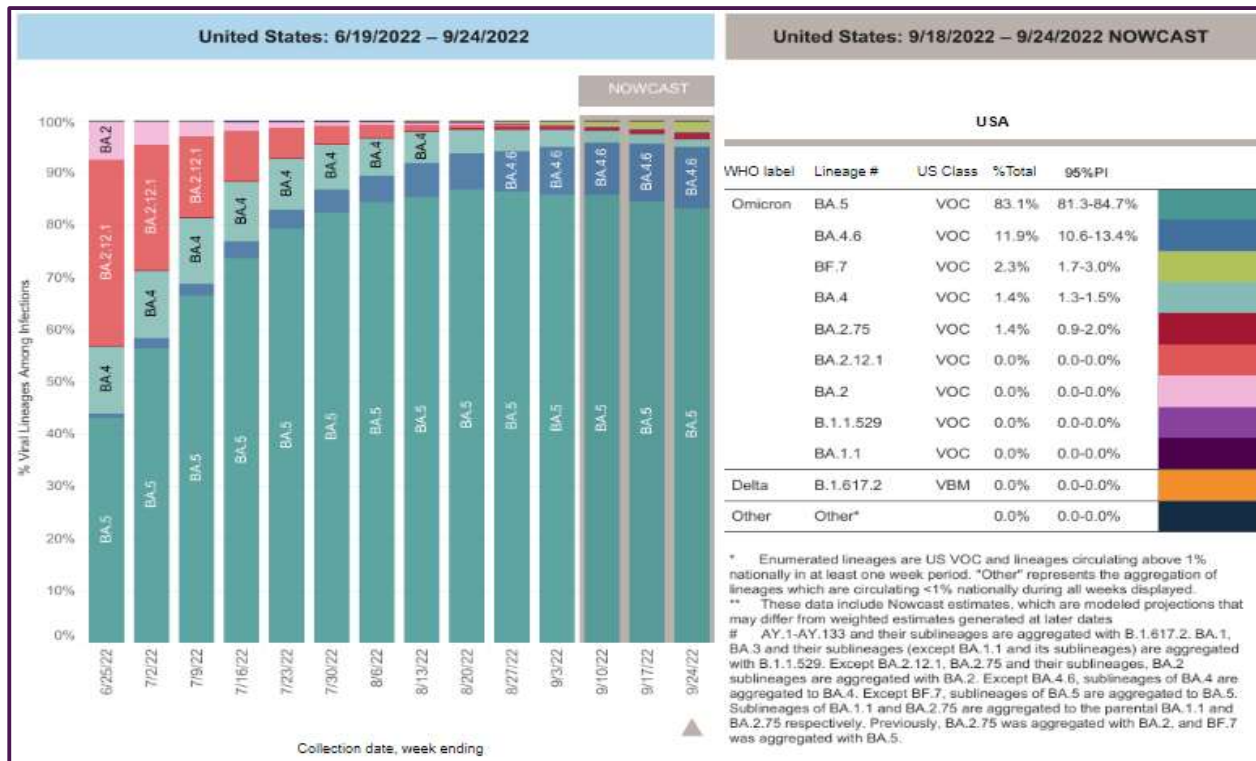 United States: 6/19/2022 – 9/24/2022
United States: 9/18/2022 – 9/24/2022 NOWCAST
NOWCAST
% Viral Lineages Among Infections
100%
90%
80%
70%
60%
50%
40%
30%
20%
10%
0%
BA.2
BA.2.12.1
BA.4
BA.5
BA.2.12.1
BA.4
BA.5
BA.2.12.1
BA.4
BA.5
BA.4
BA.5
BA.4
BA.5
BA.4
BA.5
BA.4
BA.5
BA.4
BA.5
BA.5
BA.4.6
BA.5
BA.4.6
BA.5
BA.4.6
BA.5
BA.4.6
BA.5
BA.4.6
BA.5
6/25/22
7/2/22
7/9/22
7/16/22
7/23/22
7/30/22
8/6/22
8/13/22
8/20/22
8/27/22
9/3/22
9/10/22
9/17/22
9/24/22
Collection date, week ending
USA
WHO label Lineage # US Class %Total 95%PI
Omicron BA.5 VOC 83.1% 81.3-84.7%
BA.4.6 VOC 11.9% 10.6-13.4%
BF.7 VOC 2.3% 1.7-3.0%
BA.4 VOC 1.4% 1.3-1.5%
BA.2.75 VOC 1.4% 0.9-2.0%
BA.2.12.1 VOC 0.0% 0.0-0.0%
BA.2 VOC 0.0% 0.0-0.0%
B.1.1.529 VOC 0.0% 0.0-0.0%
BA.1.1 VOC 0.0% 0.0-0.0%
Delta B.1.617.2 VBM 0.0% 0.0-0.0%
Other Other* 0.0% 0.0-0.0%
* Enumerated lineages are US VOC and lineages circulating above 1%
nationally in at least one week period. "Other" represents the aggregation of
lineages which are circulating <1% nationally during all weeks displayed.
** These data include Nowcast estimates, which are modeled projections that
may differ from weighted estimates generated at later dates
# AY.1-AY.133 and their sublineages are aggregated with B.1.617.2. BA.1,
BA.3 and their sublineages (except BA.1.1 and its sublineages) are aggregated
with B.1.1.529. Except BA.2.12.1, BA.2.75 and their sublineages, BA.2
sublineages are aggregated with BA.2. Except BA.4.6, sublineages of BA.4 are
aggregated to BA.4. Except BF.7, sublineages of BA.5 are aggregated to BA.5.
Sublineages of BA.1.1 and BA.2.75 are aggregated to the parental BA.1.1 and
BA.2.75 respectively. Previously, BA.2.75 was aggregated with BA.2, and BF.7
was aggregated with BA.5.